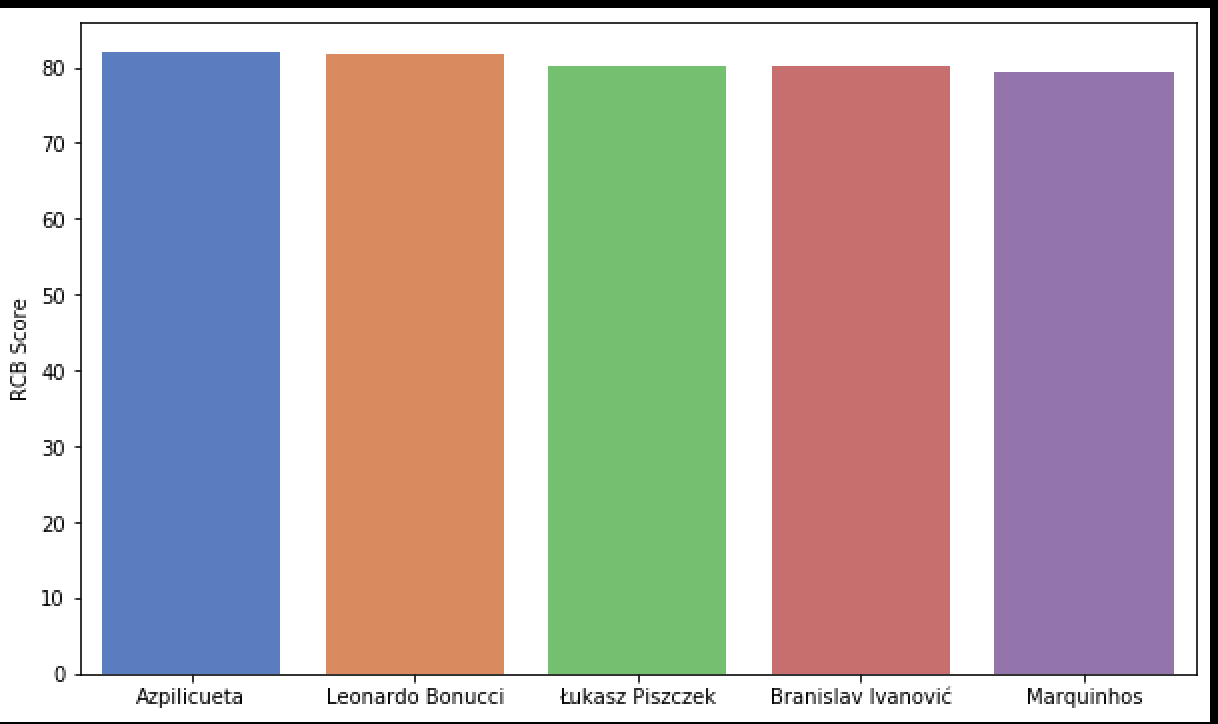 RCB Score
80
70
60
50
40
30
20
10
0
Azpilicueta
Leonardo Bonucci
Łukasz Piszczek
Branislav Ivanović
Marquinhos